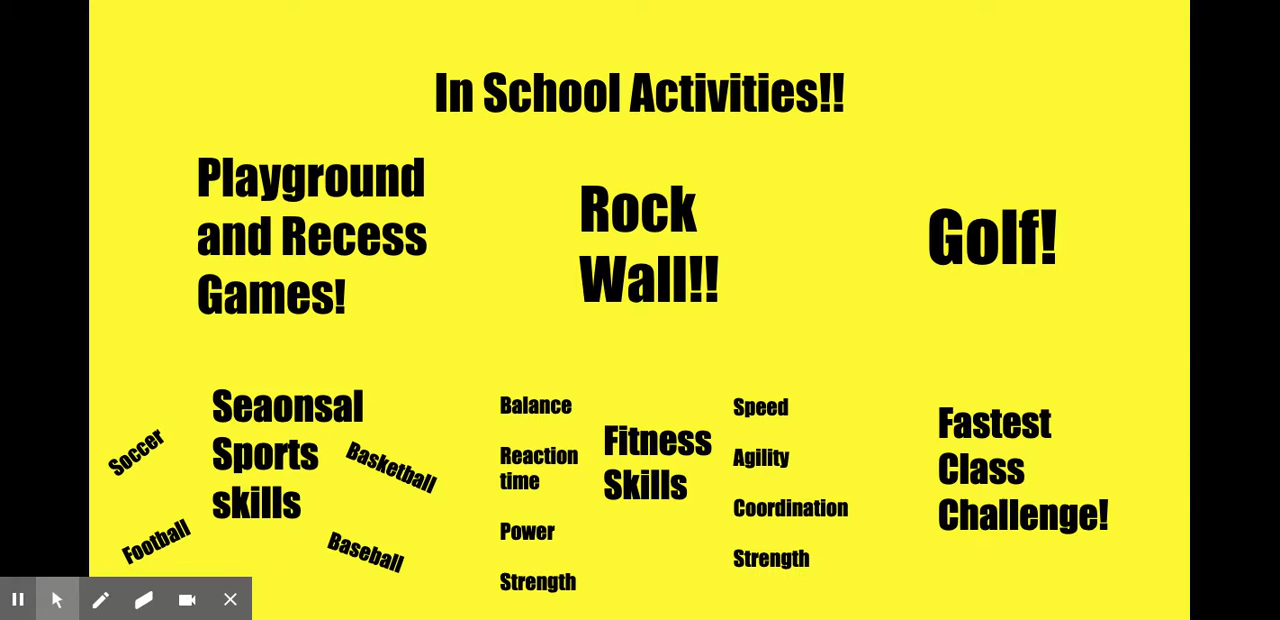 In School Activities!!
Playground
and Recess
Games!
Rock
Wall!!
Golf!
Seaonsal
Sports
skills
Soccer
Basketball
Football
Baseball
Balance
Reaction
time
Power
Strength
Fitness
Skills
Speed
Agility
Coordination
Strength
Fastest
Class
Challenge!